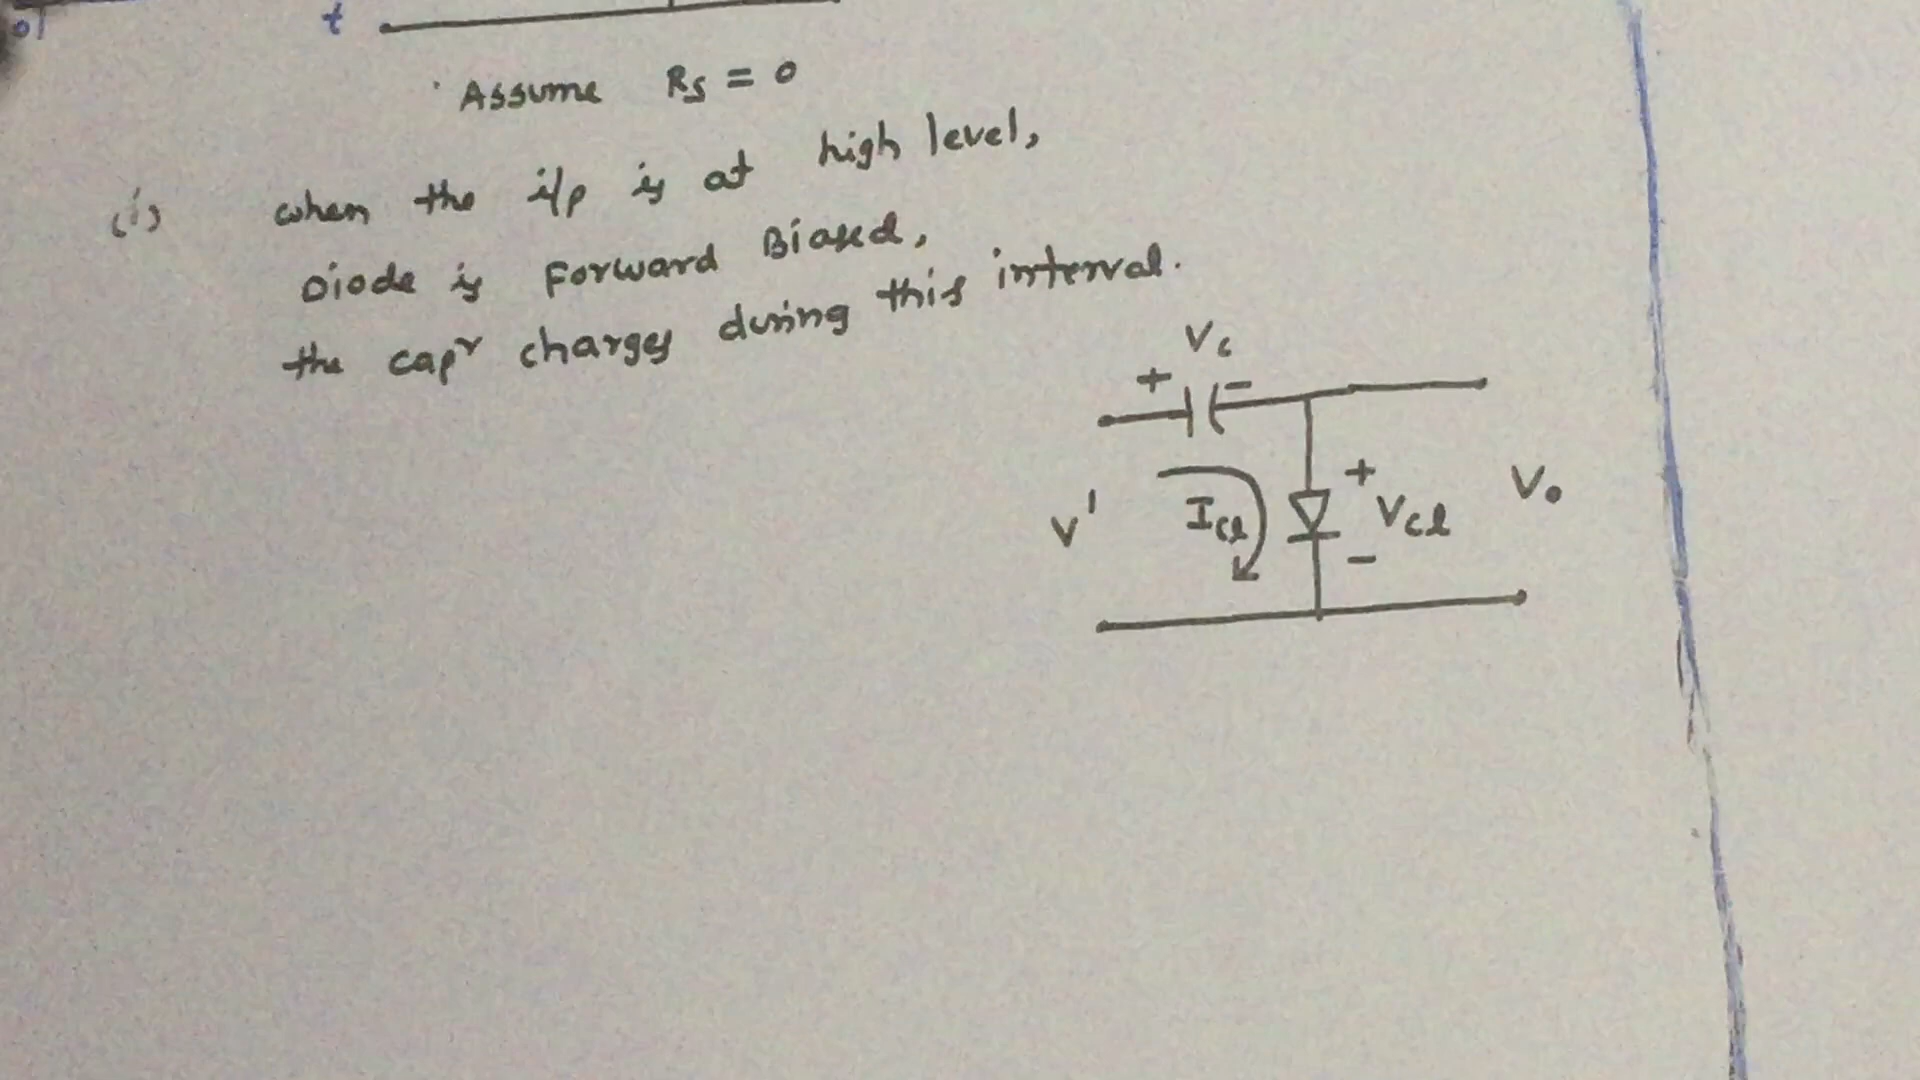 t
Assume Rs = 0
(i) when the i/p is at high level,
Diode is Forward Biased,
the capr charges during this interval.
Vc
+ -
V' Icl + Vcl - Vo